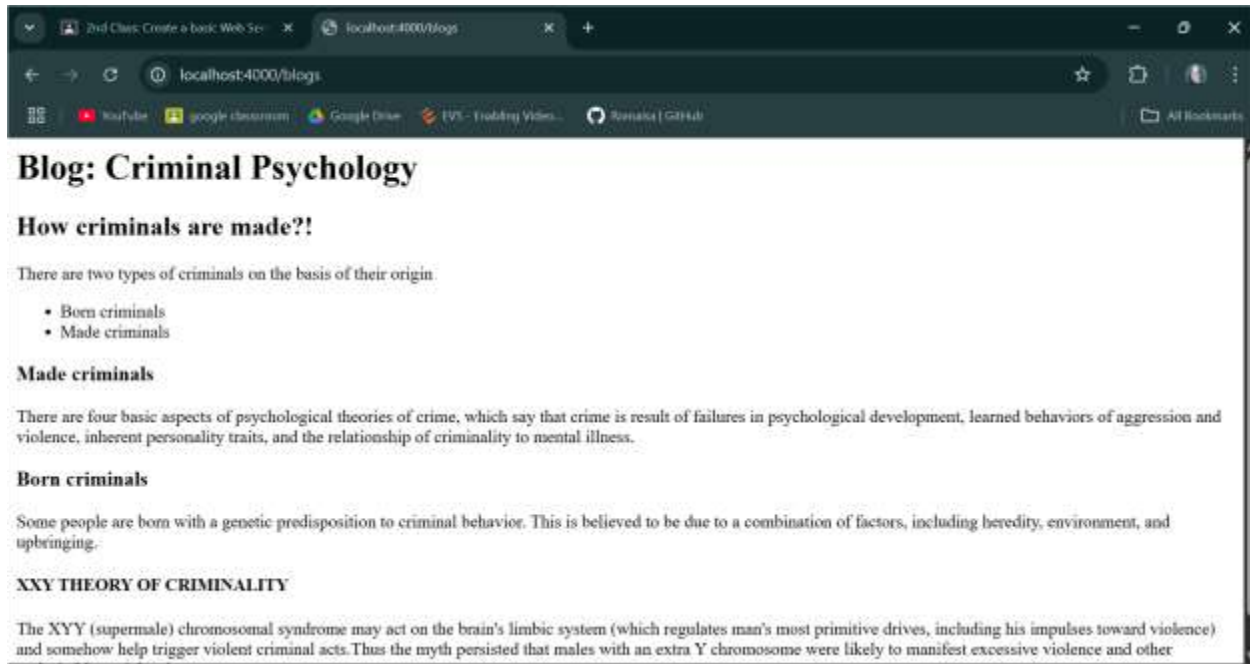 2nd Class: Create a basic Web Ser
localhost:4000/blogs
localhost:4000/blogs
YouTube google classroom Google Drive EVS - Enabling Video... GitHub All Bookmarks
Blog: Criminal Psychology
How criminals are made?!
There are two types of criminals on the basis of their origin
• Born criminals
• Made criminals
Made criminals
There are four basic aspects of psychological theories of crime, which say that crime is result of failures in psychological development, learned behaviors of aggression and
violence, inherent personality traits, and the relationship of criminality to mental illness.
Born criminals
Some people are born with a genetic predisposition to criminal behavior. This is believed to be due to a combination of factors, including heredity, environment, and
upbringing.
XXY THEORY OF CRIMINALITY
The XYY (supermale) chromosomal syndrome may act on the brain's limbic system (which regulates man's most primitive drives, including his impulses toward violence)
and somehow help trigger violent criminal acts.Thus the myth persisted that males with an extra Y chromosome were likely to manifest excessive violence and other